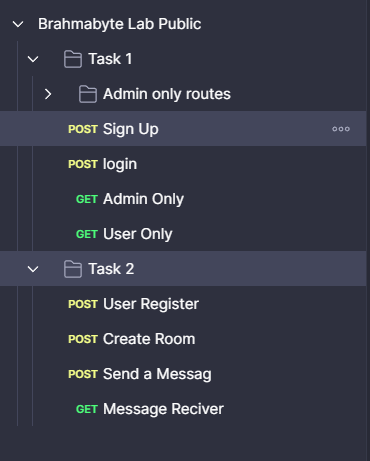 Brahmabyte Lab Public
Task 1
Admin only routes
POST Sign Up
POST login
GET Admin Only
GET User Only
Task 2
POST User Register
POST Create Room
POST Send a Messag
GET Message Reciver